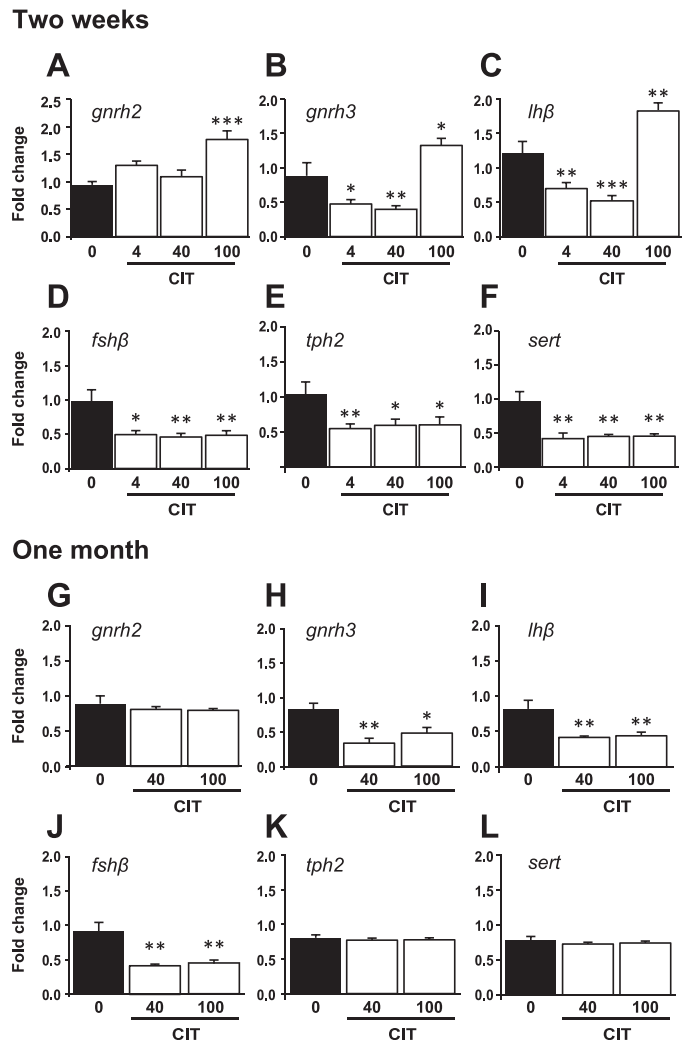 Two weeks
A B C
gnrh2 gnrh3 lhβ
Fold change
2.5 2.0 1.5 1.0 0.5 0.0
***
0 4 40 100
CIT
2.0 1.5 1.0 0.5 0.0
* ** *
0 4 40 100
CIT
2.0 1.5 1.0 0.5 0.0
** *** **
0 4 40 100
CIT
D E F
fshβ tph2 sert
Fold change
2.0 1.5 1.0 0.5 0.0
* ** **
0 4 40 100
CIT
2.0 1.5 1.0 0.5
** * *
0 4 40 100
CIT
2.0 1.5 1.0 0.5 0.0
** ** **
0 4 40 100
CIT
One month
G H I
gnrh2 gnrh3 lhβ
Fold change
2.0 1.5 1.0 0.5 0.0
0 40 100
CIT
2.0 1.5 1.0 0.5 0.0
** *
0 40 100
CIT
2.0 1.5 1.0 0.5 0.0
** **
0 40 100
CIT
J K L
fshβ tph2 sert
Fold change
2.0 1.5 1.0 0.5 0.0
** **
0 40 100
CIT
2.0 1.5 1.0 0.5 0.0
0 40 100
CIT
2.0 1.5 1.0 0.5 0.0
0 40 100
CIT